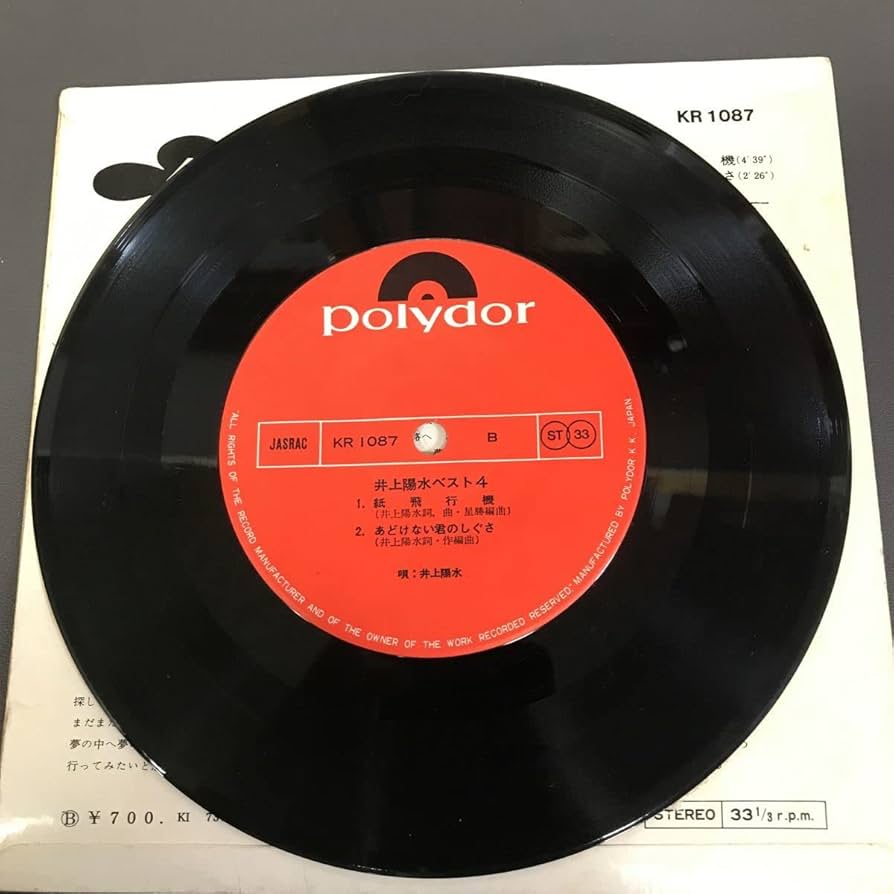 KR 1087
機(4'39")
さ(2'26")
polydor
JASRAC KR 1087 B ST 33
井上陽水ベスト4
1. 紙飛行機
(井上陽水詞、曲・星勝編曲)
2. あどけない君のしぐさ
(井上陽水詞・作編曲)
唄：井上陽水
"ALL RIGHTS OF THE RECORD MANUFACTURER AND OF THE OWNER OF THE WORK RECORDED RESERVED" MANUFACTURED BY POLYDOR K.K. JAPAN
探し
まだまだ
夢の中へ夢
行ってみたいと
Ⓑ ￥700. KI 73
STEREO 33 1/3 r.p.m.